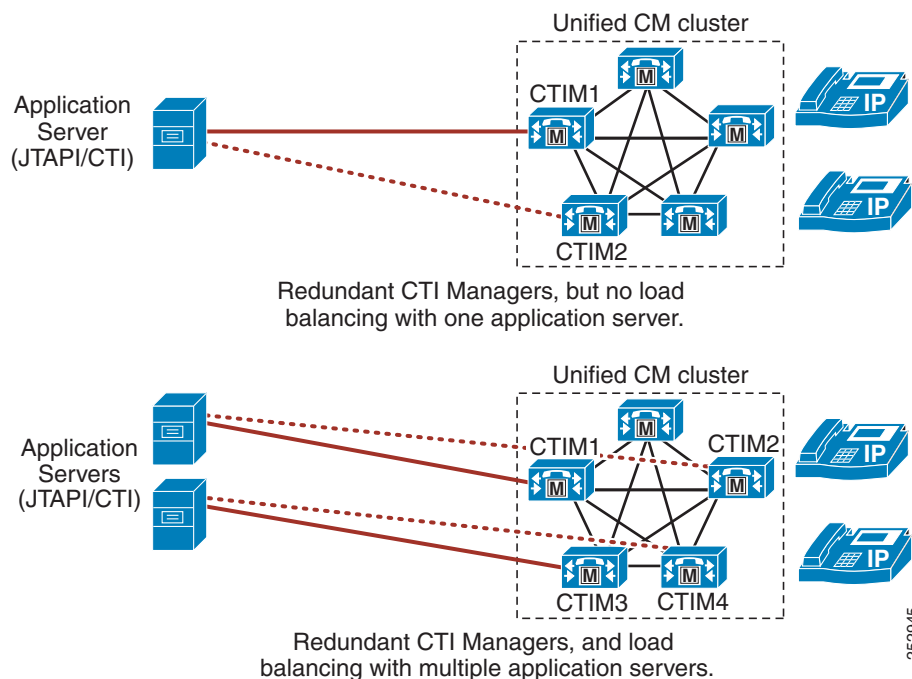 Unified CM cluster
Application
Server
(JTAPI/CTI)
CTIM1
M
M
M
CTIM2
M
M
IP
IP
Redundant CTI Managers, but no load
balancing with one application server.
Unified CM cluster
Application
Servers
(JTAPI/CTI)
CTIM1
CTIM2
M
M
M
M
M
CTIM3
CTIM4
IP
IP
Redundant CTI Managers, and load
balancing with multiple application servers.